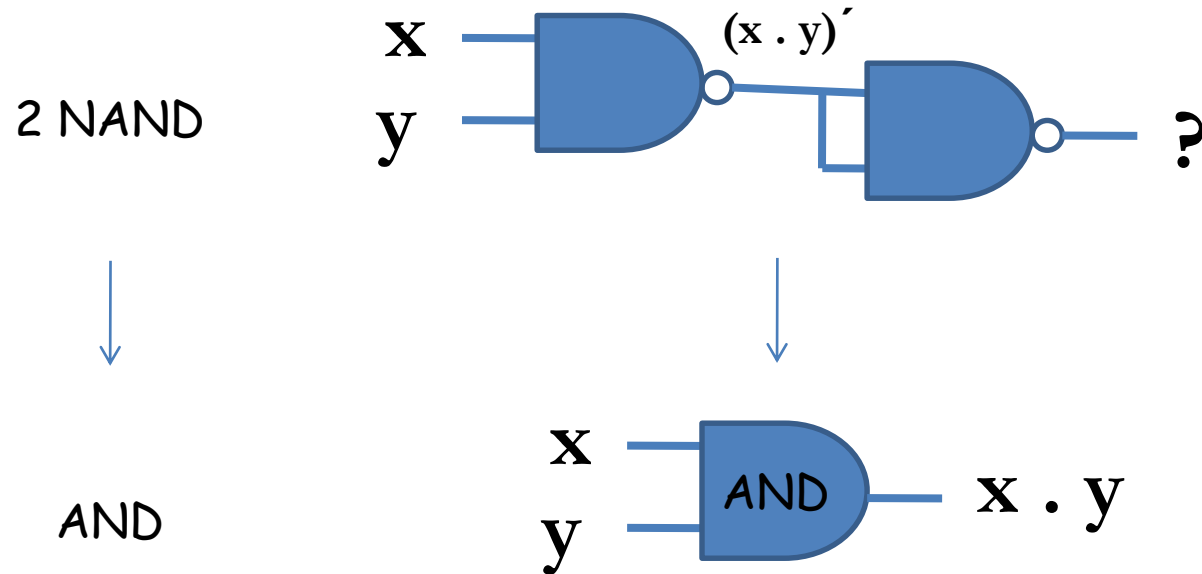 x
(x . y)´
2 NAND
y
?
x
AND
x . y
AND
y